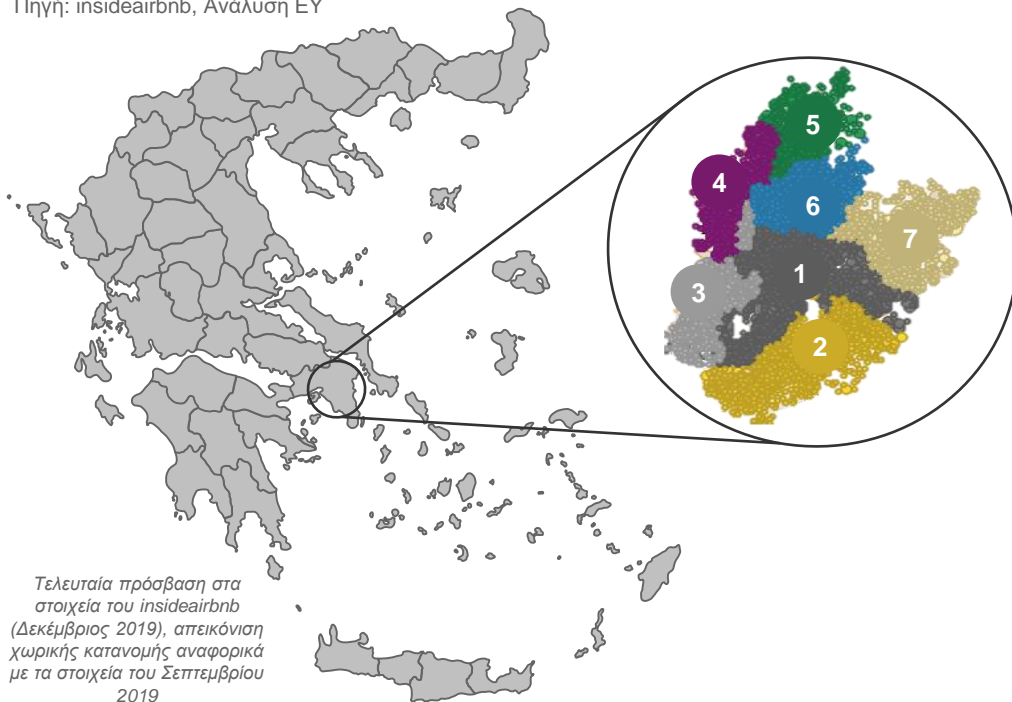 Πηγή: insideairbnb, Ανάλυση EY
5
4
6
7
1
3
2
Τελευταία πρόσβαση στα
στοιχεία του insideairbnb
(Δεκέμβριος 2019), απεικόνιση
χωρικής κατανομής αναφορικά
με τα στοιχεία του Σεπτεμβρίου
2019